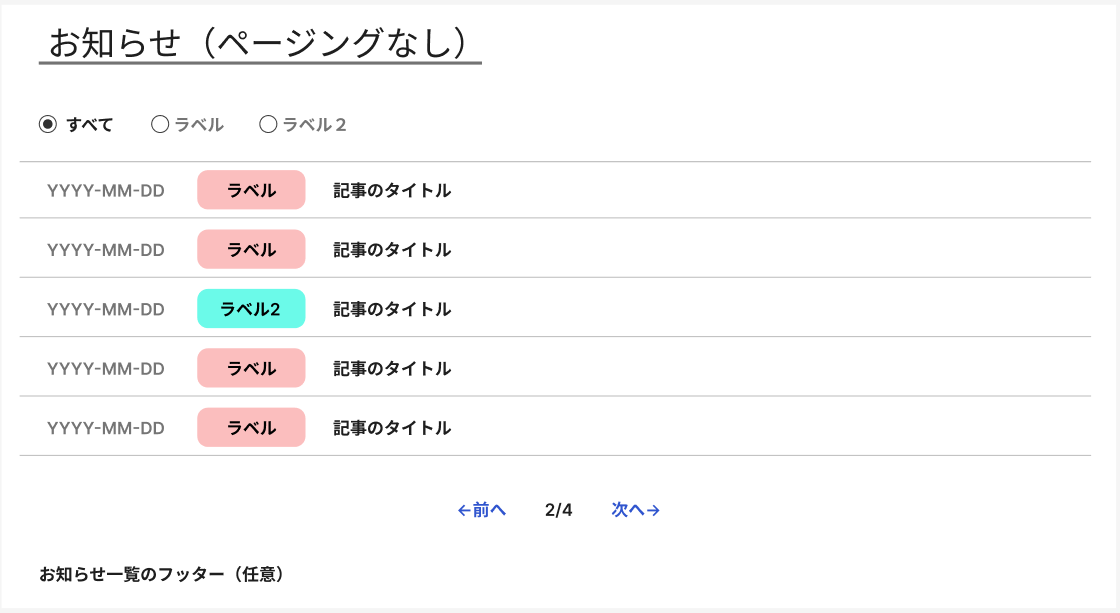 お知らせ（ページングなし）
すべて ラベル ラベル２
YYYY-MM-DD ラベル 記事のタイトル
YYYY-MM-DD ラベル 記事のタイトル
YYYY-MM-DD ラベル2 記事のタイトル
YYYY-MM-DD ラベル 記事のタイトル
YYYY-MM-DD ラベル 記事のタイトル
←前へ 2/4 次へ→
お知らせ一覧のフッター（任意）